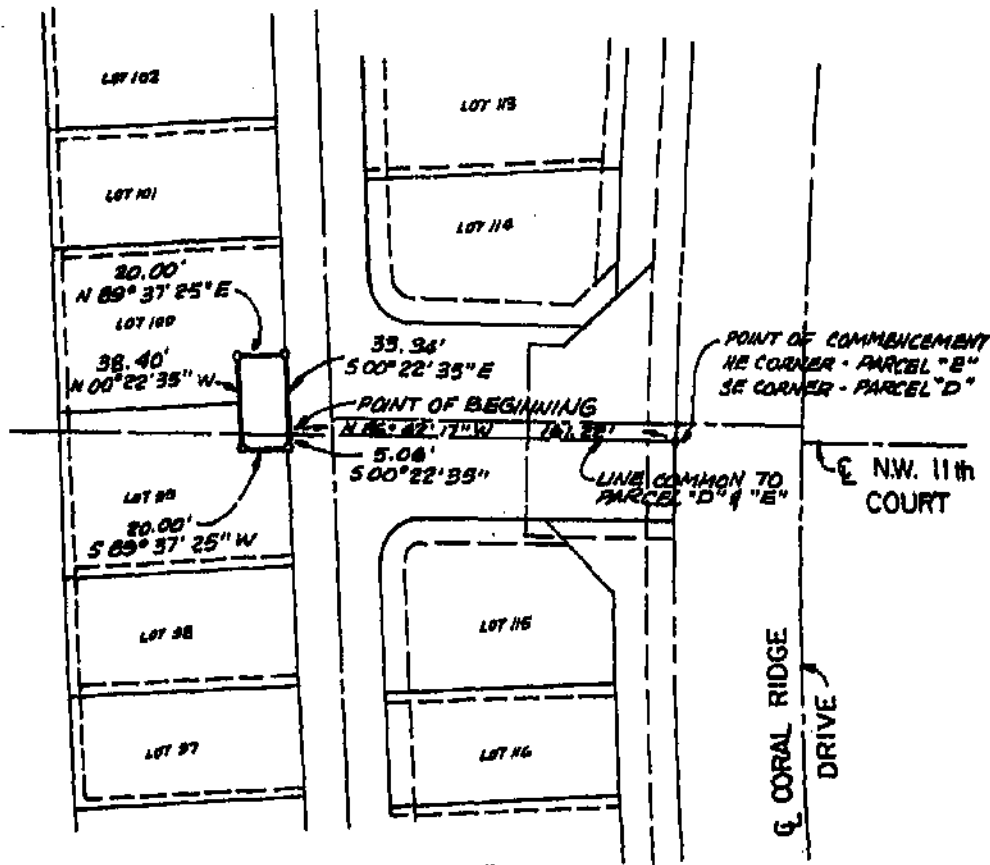 LOT 102
LOT 113
LOT 101
LOT 114
20.00'
N 89° 37' 25" E
LOT 100
38.40'
N 00° 22' 35" W
33.34'
S 00° 22' 35" E
POINT OF COMMENCEMENT
NE CORNER - PARCEL "E"
SE CORNER - PARCEL "D"
POINT OF BEGINNING
5.06'
S 00° 22' 35"
LINE COMMON TO
PARCEL "D" & "E"
℄ N.W. 11th
COURT
LOT 99
20.00'
S 89° 37' 25" W
LOT 98
LOT 115
LOT 97
LOT 116
℄ CORAL RIDGE
DRIVE